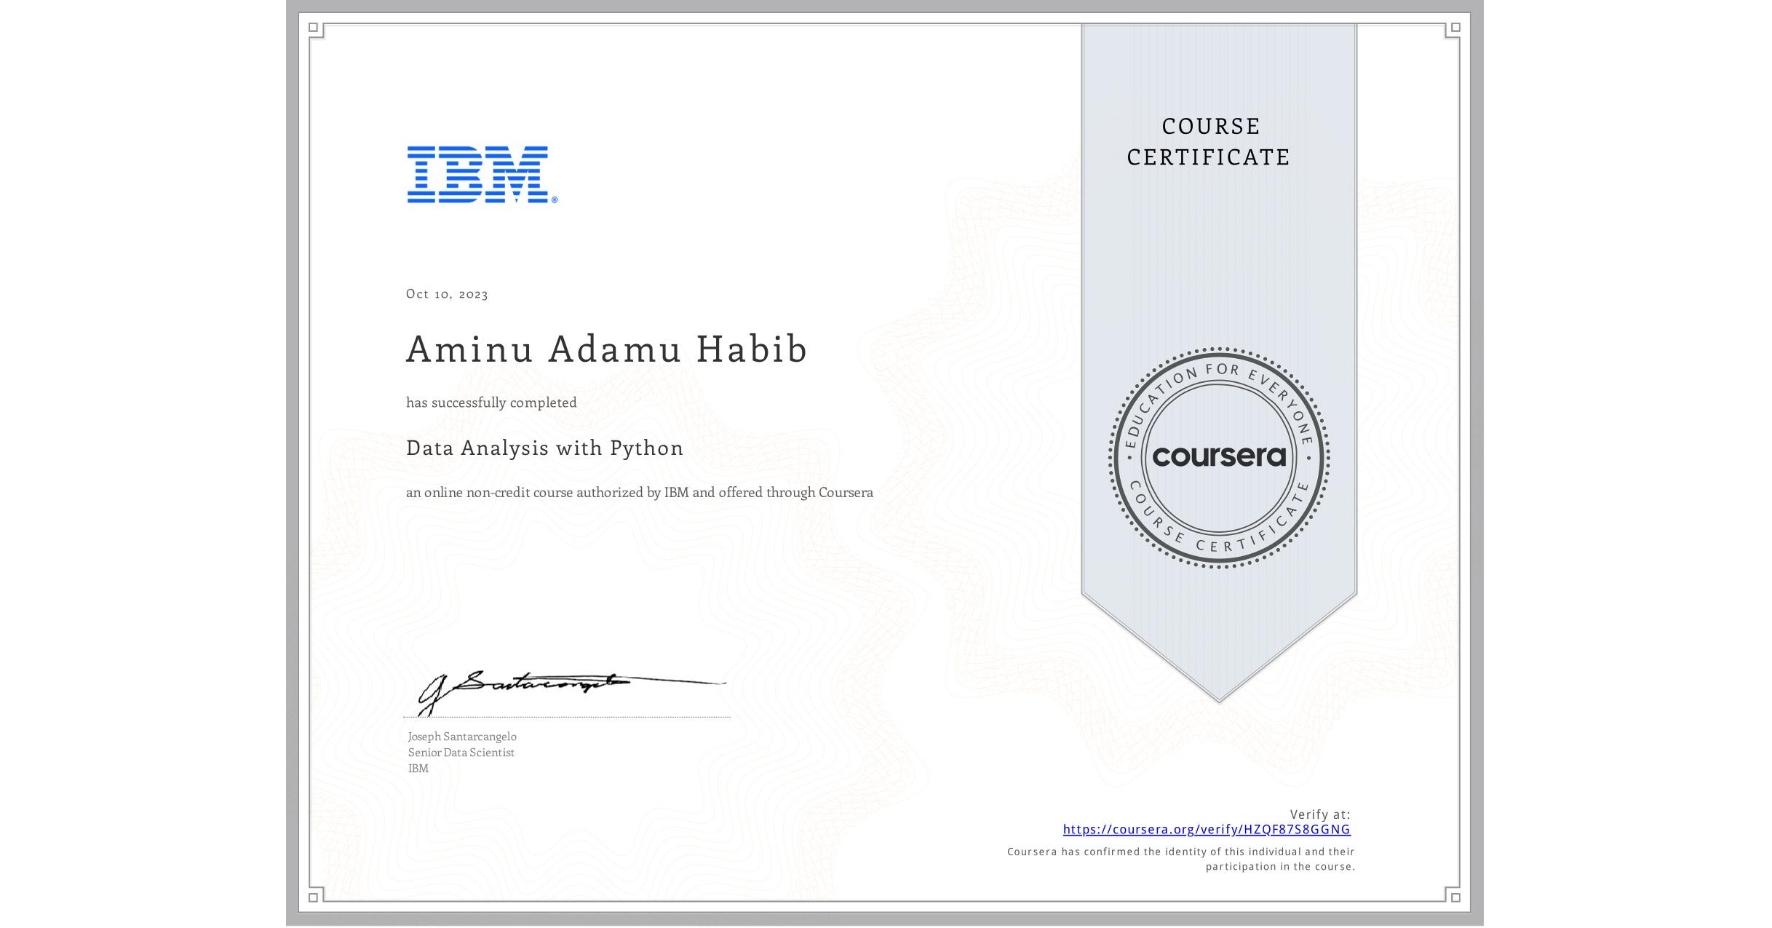 COURSE
CERTIFICATE
IBM®
Oct 10, 2023
Aminu Adamu Habib
has successfully completed
Data Analysis with Python
an online non-credit course authorized by IBM and offered through Coursera
EDUCATION FOR EVERYONE
coursera
COURSE CERTIFICATE
J Santarcangelo
Joseph Santarcangelo
Senior Data Scientist
IBM
Verify at:
https://coursera.org/verify/HZQF87S8GGNG
Coursera has confirmed the identity of this individual and their
participation in the course.